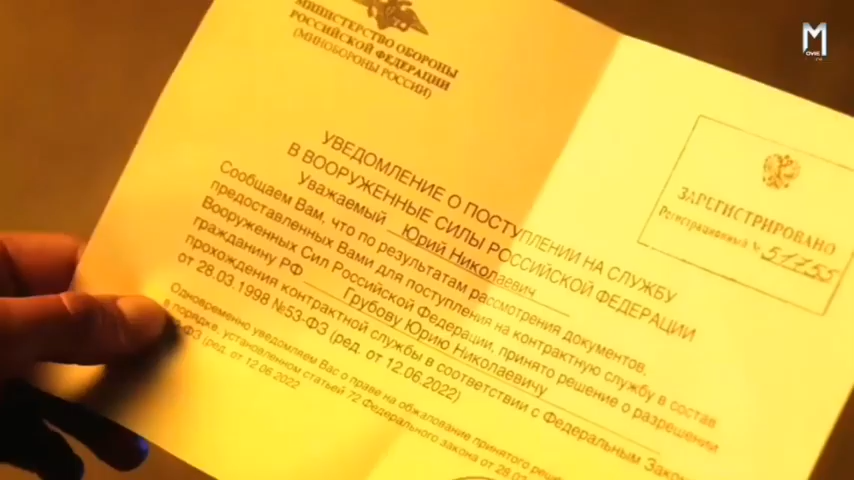 МИНИСТЕРСТВО ОБОРОНЫ
РОССИЙСКОЙ ФЕДЕРАЦИИ
(МИНОБОРОНЫ РОССИИ)
M
OVIE
ЗАРЕГИСТРИРОВАНО
Регистрационный № 51755
УВЕДОМЛЕНИЕ О ПОСТУПЛЕНИИ НА СЛУЖБУ
В ВООРУЖЕННЫЕ СИЛЫ РОССИЙСКОЙ ФЕДЕРАЦИИ
Уважаемый Юрий Николаевич
Сообщаем Вам, что по результатам рассмотрения документов,
предоставленных Вами для поступления на контрактную службу в состав
Вооруженных Сил Российской Федерации, принято решение о разрешении
гражданину РФ Грубову Юрию Николаевичу
прохождения контрактной службы в соответствии с Федеральным
от 28.03.1998 №53-ФЗ (ред. от 12.06.2022)
Одновременно уведомляем Вас о праве на обжалование принятого
в порядке, установленном статьей 72 Федерального закона от 28.03
(ред. от 12.06.2022